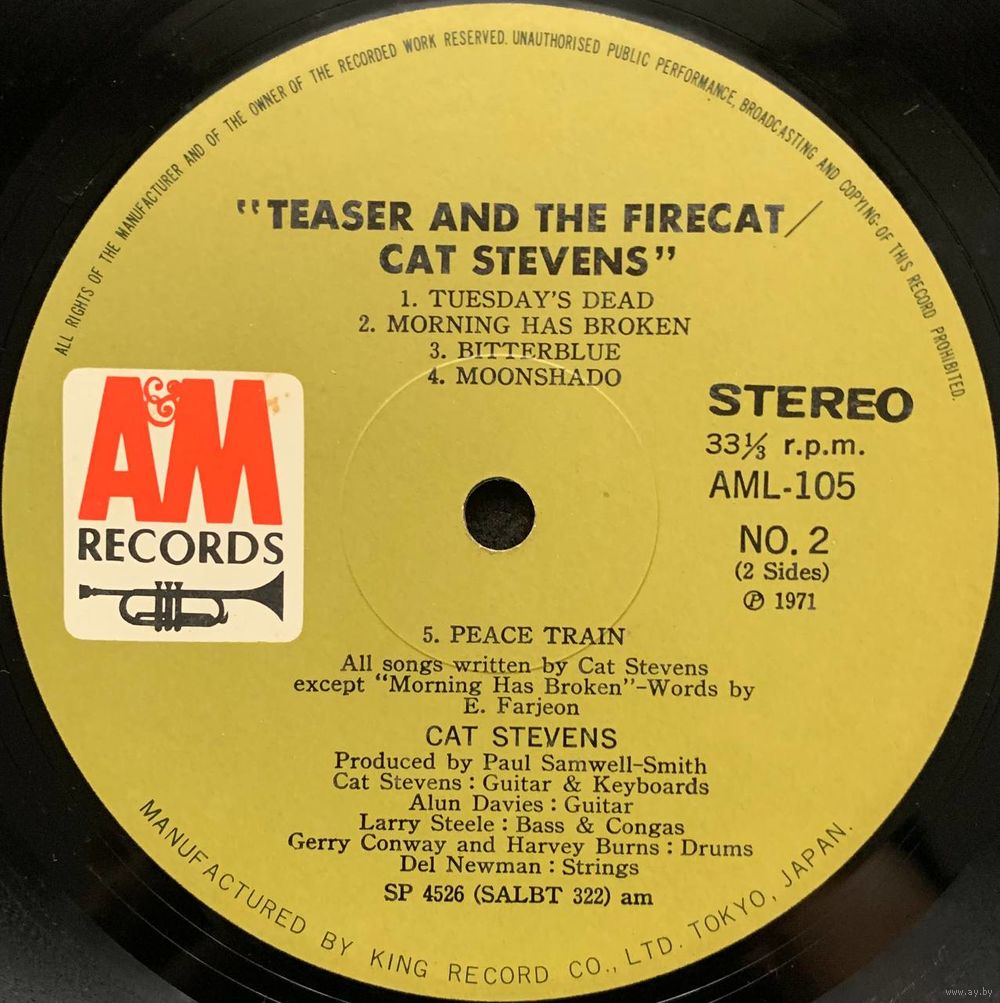 ALL RIGHTS OF THE MANUFACTURER AND OF THE OWNER OF THE RECORDED WORK RESERVED. UNAUTHORISED PUBLIC PERFORMANCE, BROADCASTING AND COPYING OF THIS RECORD PROHIBITED.
"TEASER AND THE FIRECAT/
CAT STEVENS"
1. TUESDAY'S DEAD
2. MORNING HAS BROKEN
3. BITTERBLUE
4. MOONSHADO
A&M
RECORDS
STEREO
33⅓ r.p.m.
AML-105
NO. 2
(2 Sides)
℗ 1971
5. PEACE TRAIN
All songs written by Cat Stevens
except "Morning Has Broken"-Words by
E. Farjeon
CAT STEVENS
Produced by Paul Samwell-Smith
Cat Stevens : Guitar & Keyboards
Alun Davies : Guitar
Larry Steele : Bass & Congas
Gerry Conway and Harvey Burns : Drums
Del Newman : Strings
SP 4526 (SALBT 322) am
MANUFACTURED BY KING RECORD CO., LTD. TOKYO, JAPAN.
www.ay.by